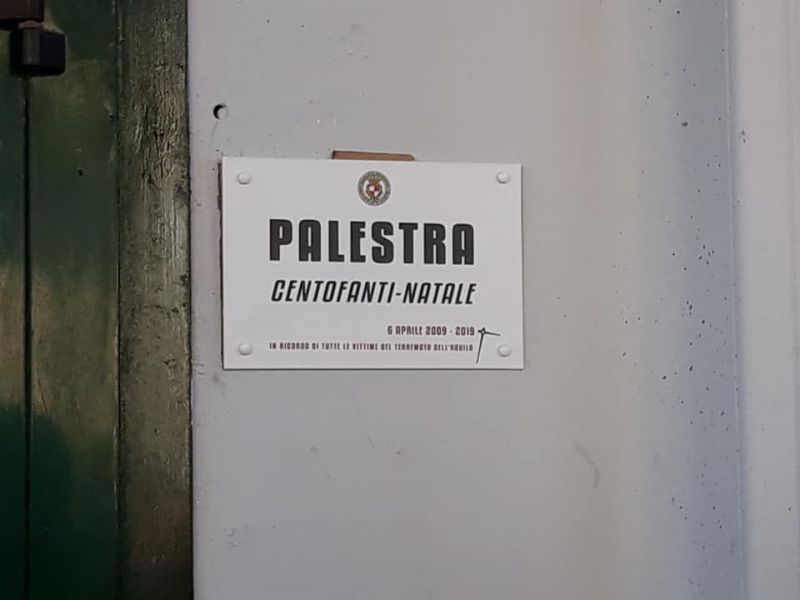 PALESTRA
CENTOFANTI-NATALE
6 APRILE 2009 - 2019
IN RICORDO DI TUTTE LE VITTIME DEL TERREMOTO DELL'AQUILA